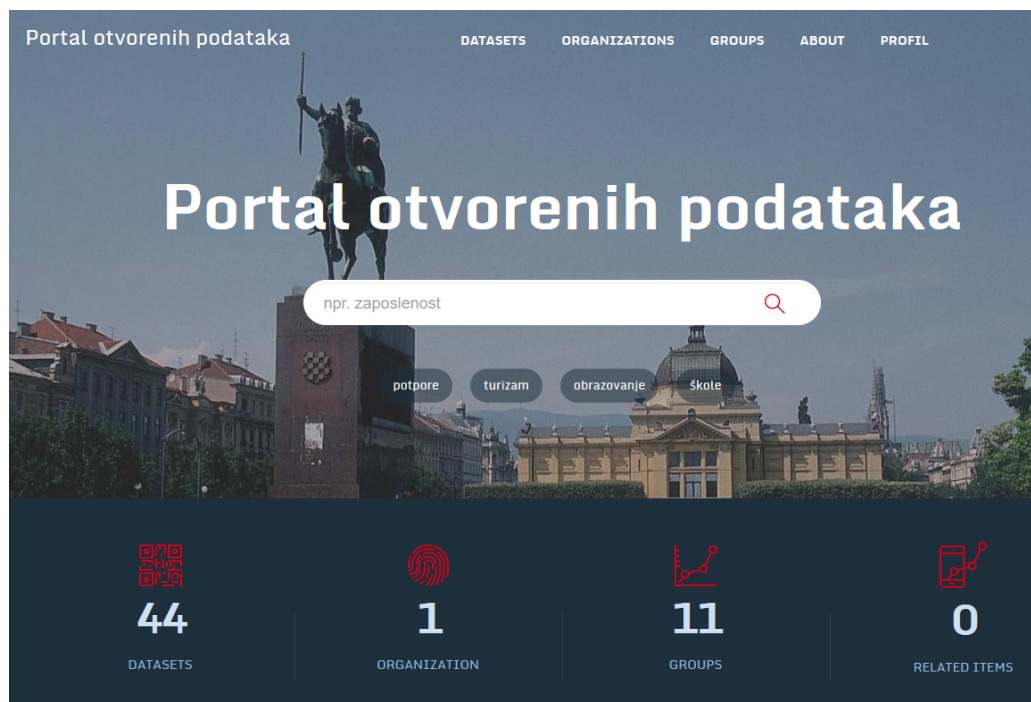 Portal otvorenih podataka
DATASETS ORGANIZATIONS GROUPS ABOUT PROFIL
Portal otvorenih podataka
npr. zaposlenost
potpore turizam obrazovanje škole
44 1 11 0
DATASETS ORGANIZATION GROUPS RELATED ITEMS